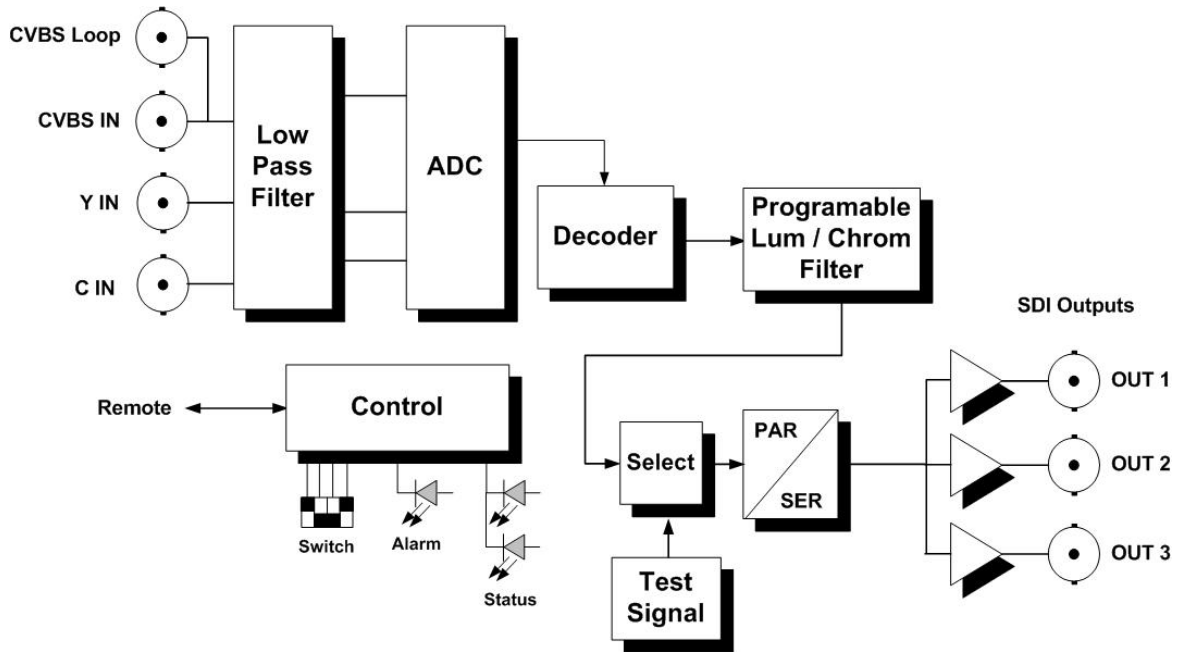 CVBS Loop
CVBS IN
Y IN
C IN
Low
Pass
Filter
ADC
Decoder
Programable
Lum / Chrom
Filter
SDI Outputs
Remote
Control
Switch
Alarm
Status
Select
PAR
SER
Test
Signal
OUT 1
OUT 2
OUT 3